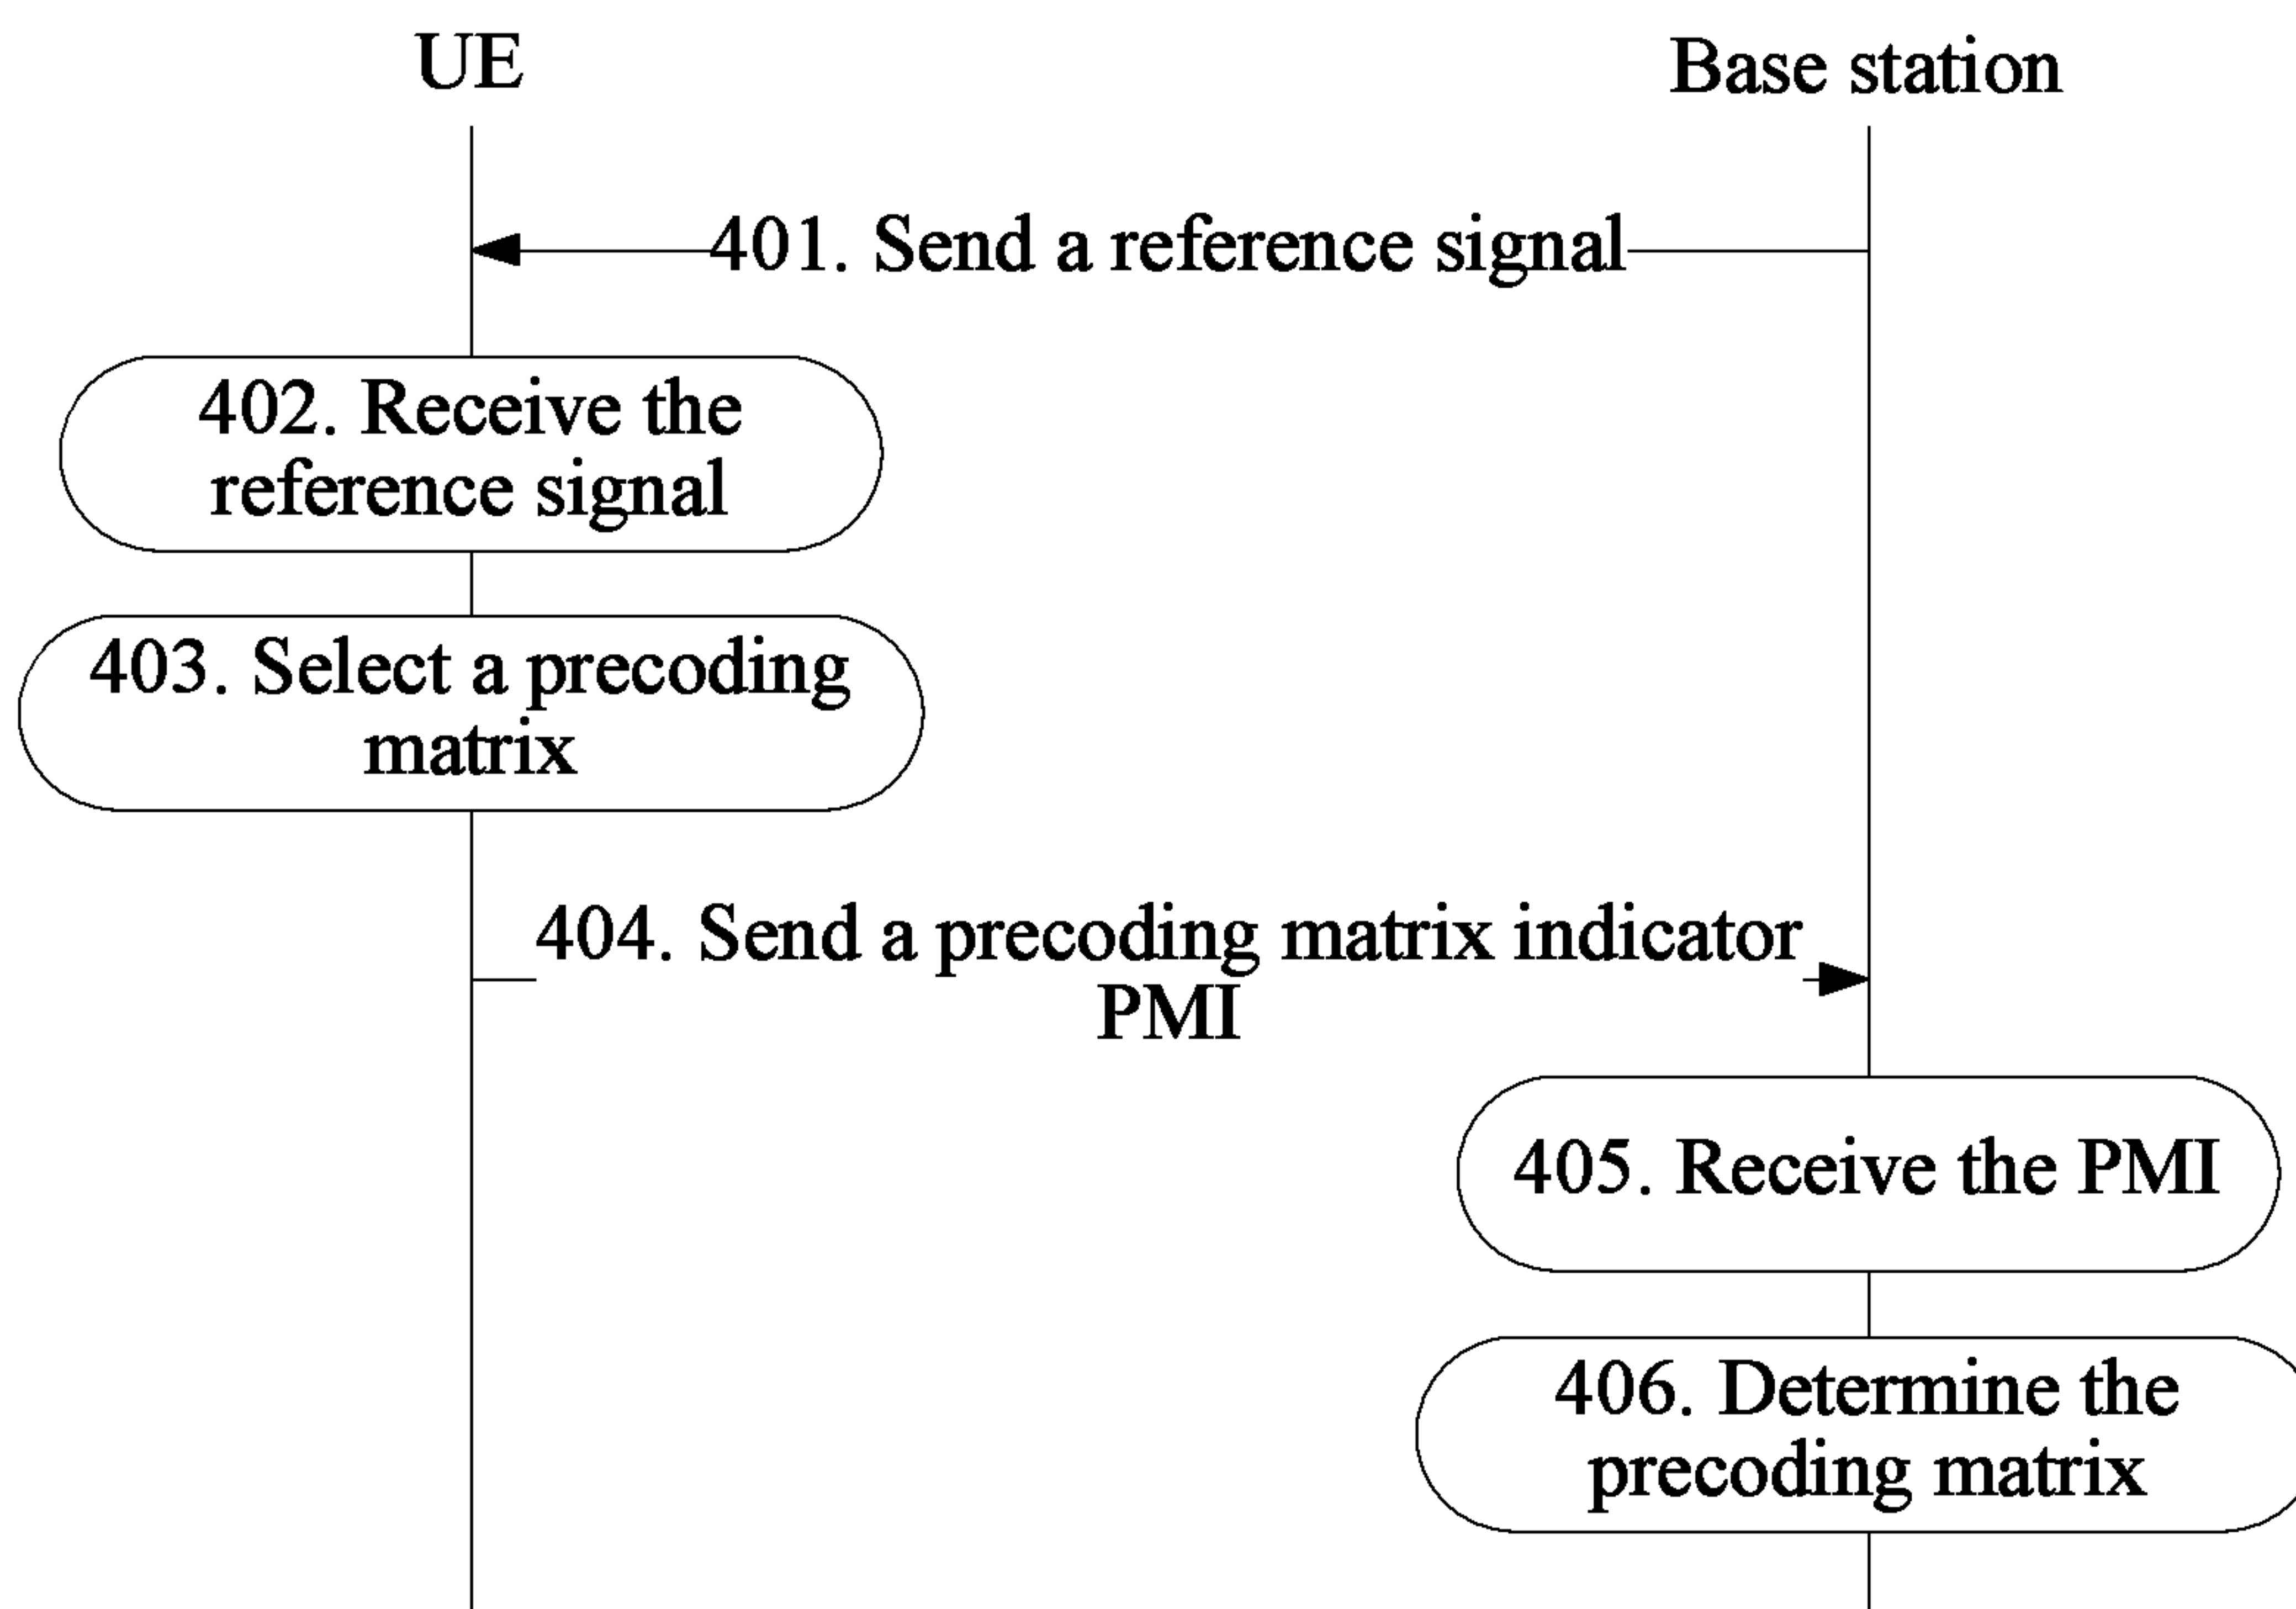 UE
Base station
401. Send a reference signal
402. Receive the
reference signal
403. Select a precoding
matrix
404. Send a precoding matrix indicator
PMI
405. Receive the PMI
406. Determine the
precoding matrix